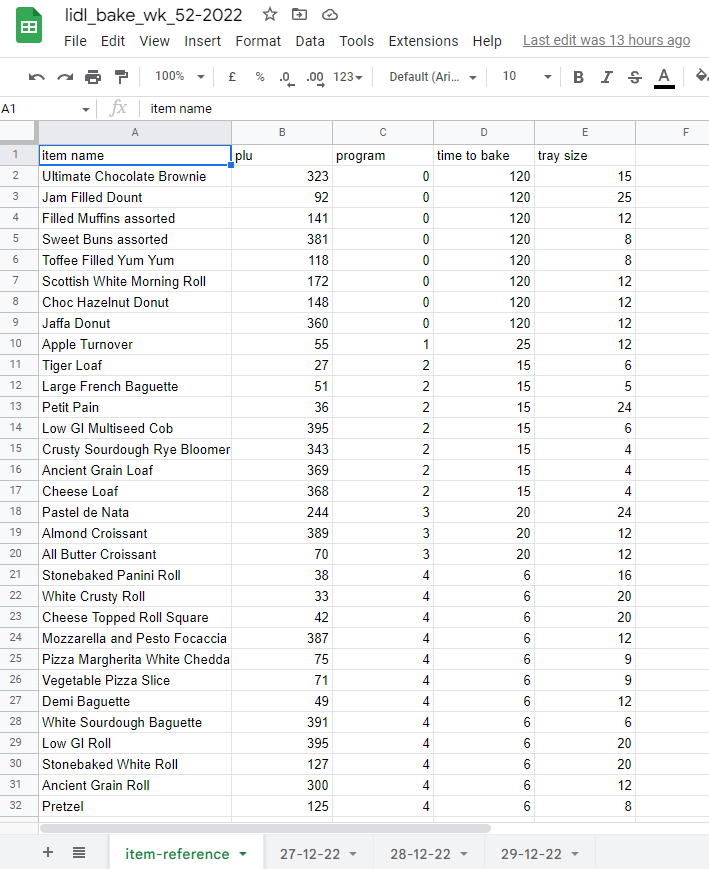 lidl_bake_wk_52-2022
File Edit View Insert Format Data Tools Extensions Help Last edit was 13 hours ago
100% £ % .0 .00 123 Default (Ari... 10 B I S A
A1 fx item name
A B C D E F
1 item name plu program time to bake tray size
2 Ultimate Chocolate Brownie 323 0 120 15
3 Jam Filled Dount 92 0 120 25
4 Filled Muffins assorted 141 0 120 12
5 Sweet Buns assorted 381 0 120 8
6 Toffee Filled Yum Yum 118 0 120 8
7 Scottish White Morning Roll 172 0 120 12
8 Choc Hazelnut Donut 148 0 120 12
9 Jaffa Donut 360 0 120 12
10 Apple Turnover 55 1 25 12
11 Tiger Loaf 27 2 15 6
12 Large French Baguette 51 2 15 5
13 Petit Pain 36 2 15 24
14 Low GI Multiseed Cob 395 2 15 6
15 Crusty Sourdough Rye Bloomer 343 2 15 4
16 Ancient Grain Loaf 369 2 15 4
17 Cheese Loaf 368 2 15 4
18 Pastel de Nata 244 3 20 24
19 Almond Croissant 389 3 20 12
20 All Butter Croissant 70 3 20 12
21 Stonebaked Panini Roll 38 4 6 16
22 White Crusty Roll 33 4 6 20
23 Cheese Topped Roll Square 42 4 6 20
24 Mozzarella and Pesto Focaccia 387 4 6 12
25 Pizza Margherita White Chedda 75 4 6 9
26 Vegetable Pizza Slice 71 4 6 9
27 Demi Baguette 49 4 6 12
28 White Sourdough Baguette 391 4 6 6
29 Low GI Roll 395 4 6 20
30 Stonebaked White Roll 127 4 6 20
31 Ancient Grain Roll 300 4 6 12
32 Pretzel 125 4 6 8
+ item-reference 27-12-22 28-12-22 29-12-22